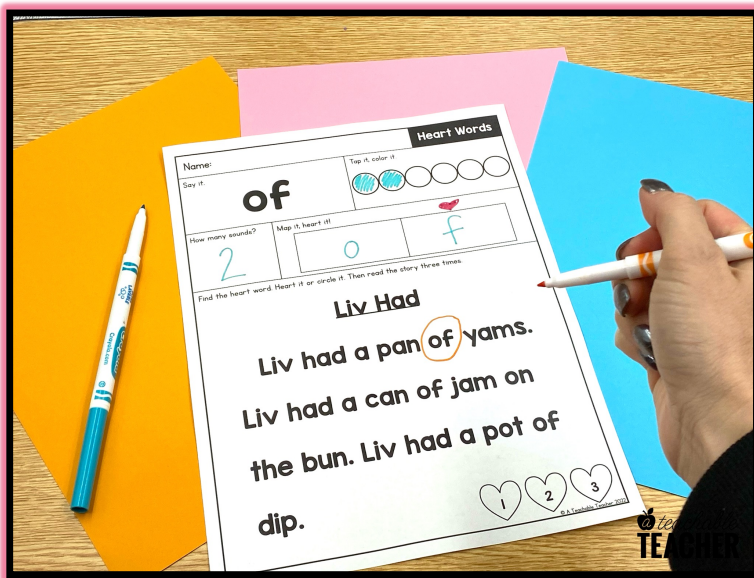 Heart Words
Name:
Say it.
of
Tap it, color it
How many sounds?
2
Map it, heart it!
o f
Find the heart word. Heart it or circle it. Then read the story three times.
Liv Had
Liv had a pan of yams.
Liv had a can of jam on
the bun. Liv had a pot of
dip.
1 2 3
© A Teachable Teacher 2022
Crayola.com
a
TEACHER